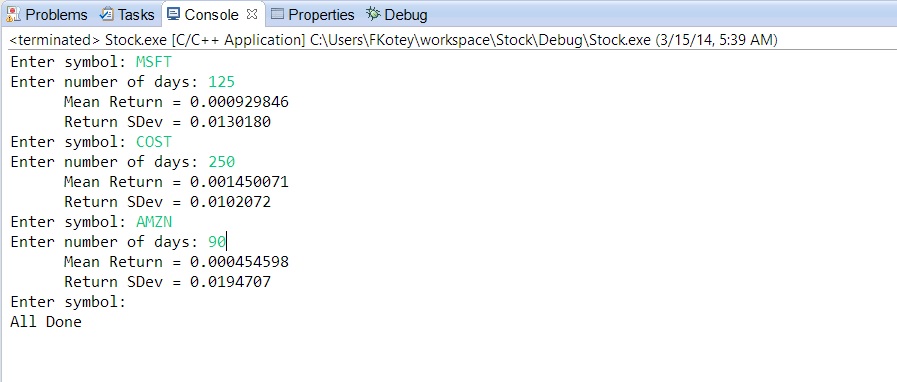 Problems Tasks Console Properties Debug
<terminated> Stock.exe [C/C++ Application] C:\Users\FKotey\workspace\Stock\Debug\Stock.exe (3/15/14, 5:39 AM)
Enter symbol: MSFT
Enter number of days: 125
Mean Return = 0.000929846
Return SDev = 0.0130180
Enter symbol: COST
Enter number of days: 250
Mean Return = 0.001450071
Return SDev = 0.0102072
Enter symbol: AMZN
Enter number of days: 90
Mean Return = 0.000454598
Return SDev = 0.0194707
Enter symbol:
All Done